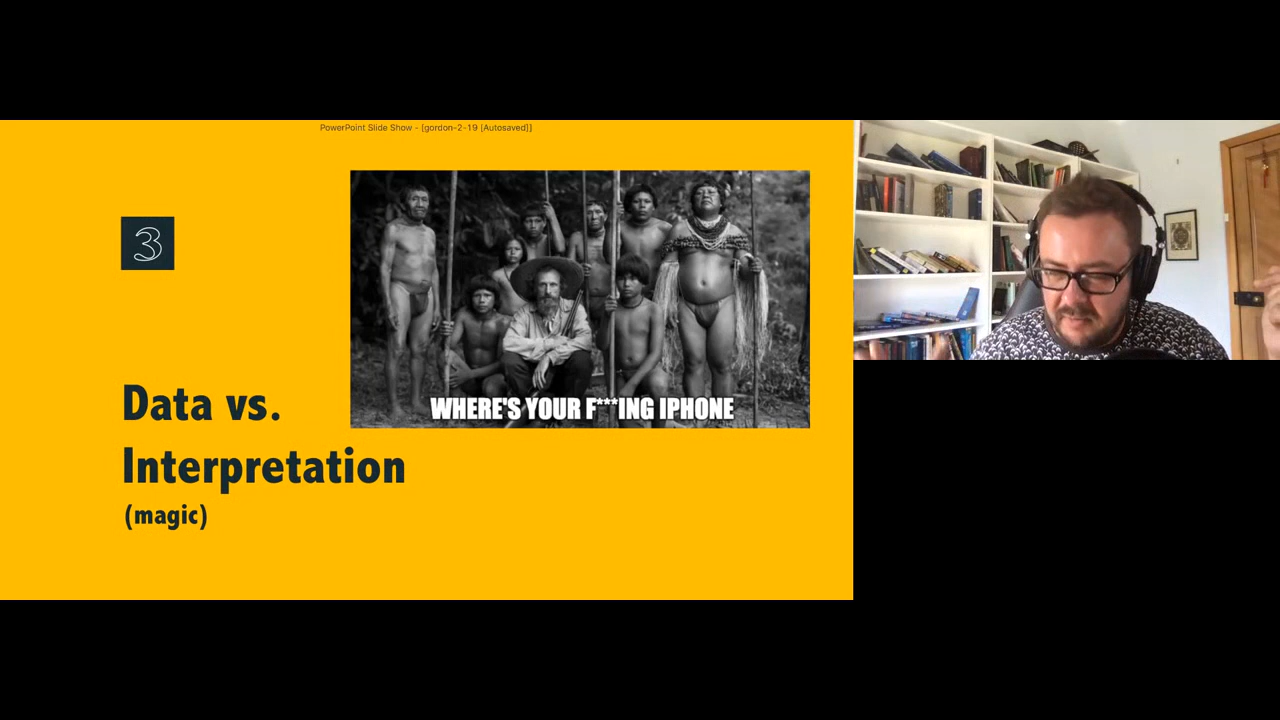 PowerPoint Slide Show - [gordon-2-19 [Autosaved]]
3
WHERE'S YOUR F***ING IPHONE
Data vs.
Interpretation
(magic)